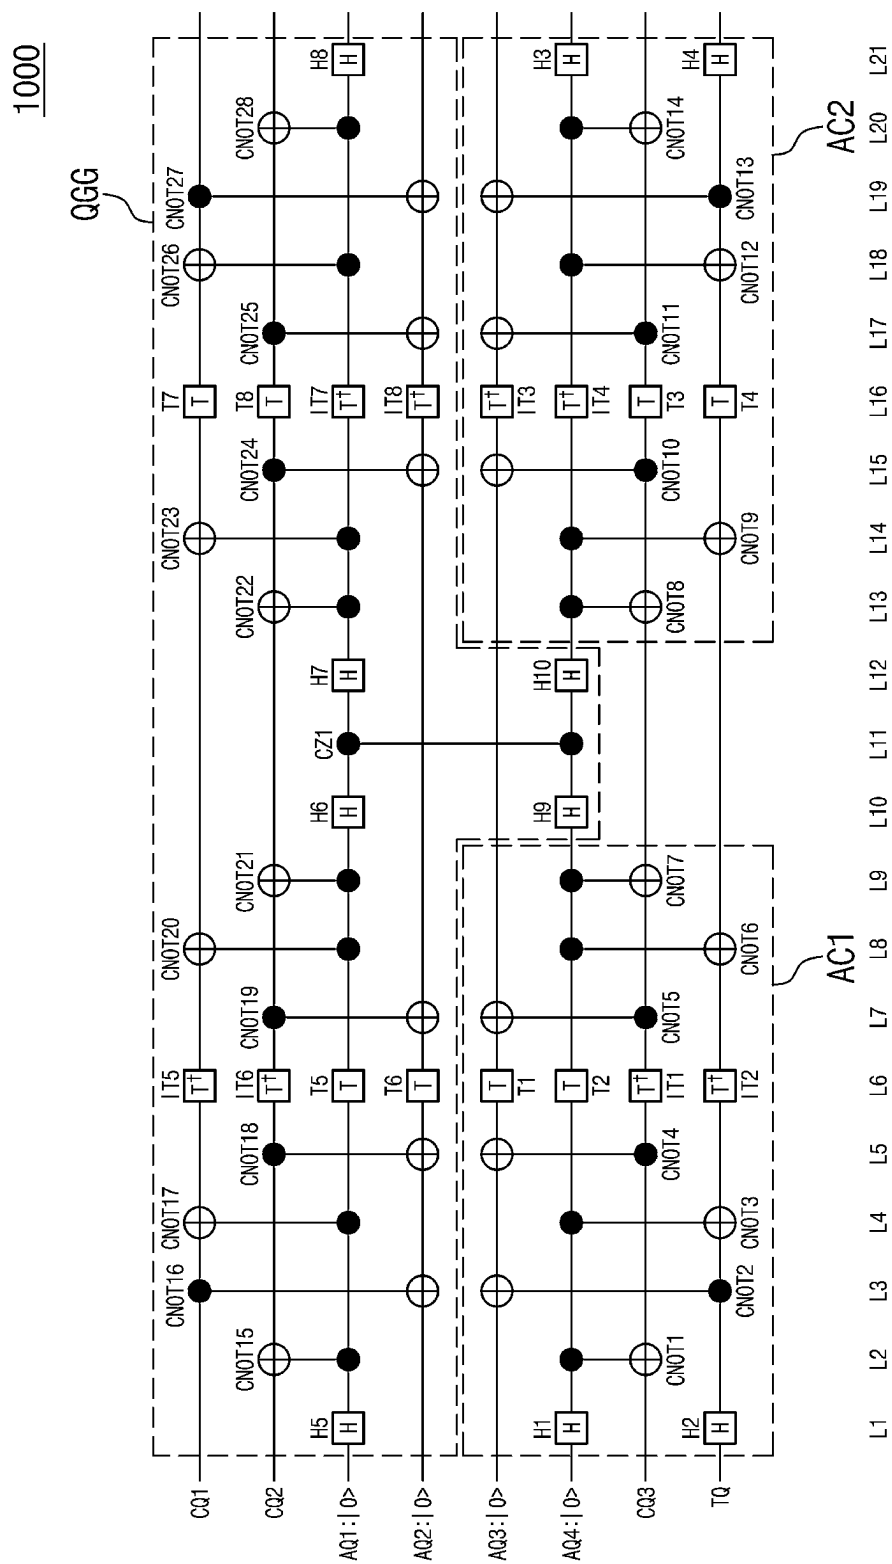 1000
QGG
CNOT16 CNOT17 IT5 CNOT20 CNOT23 T7 CNOT26 CNOT27
CQ1 T† T
CNOT15 CNOT18 IT6 CNOT19 CNOT21 CNOT22 CNOT24 T8 CNOT25 CNOT28
CQ2 T† T
H5 T5 H6 CZ1 H7 IT7 H8
AQ1:|0> H T H H T† H
T6 IT8
AQ2:|0> T T†
AQ3:|0> T T†
T1 IT3
H1 H9 H10 H3
AQ4:|0> H T H H T† H
T2 IT4
CQ3 T† T
CNOT1 CNOT4 IT1 CNOT5 CNOT7 CNOT8 CNOT10 T3 CNOT11 CNOT14
H2 H4
TQ H T† T H
CNOT2 CNOT3 IT2 CNOT6 CNOT9 T4 CNOT12 CNOT13
AC1 AC2
L1 L2 L3 L4 L5 L6 L7 L8 L9 L10 L11 L12 L13 L14 L15 L16 L17 L18 L19 L20 L21